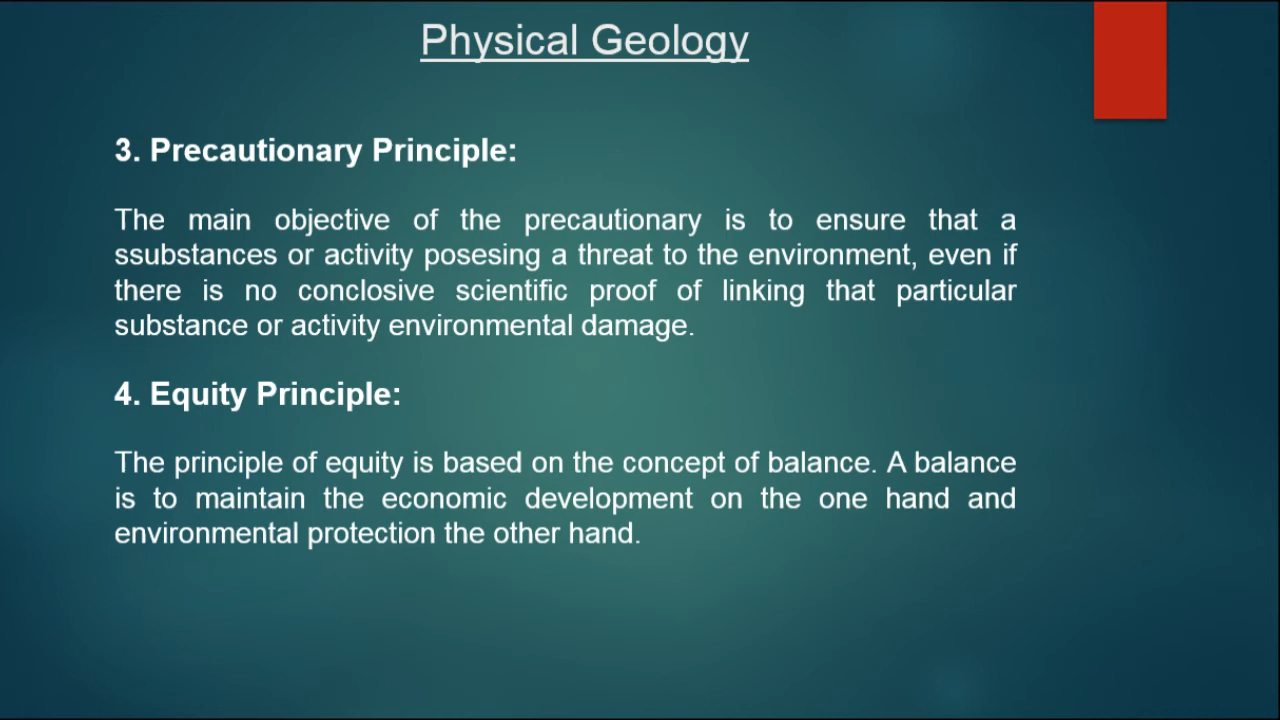 Physical Geology
3. Precautionary Principle:
The main objective of the precautionary is to ensure that a
ssubstances or activity posesing a threat to the environment, even if
there is no conclosive scientific proof of linking that particular
substance or activity environmental damage.
4. Equity Principle:
The principle of equity is based on the concept of balance. A balance
is to maintain the economic development on the one hand and
environmental protection the other hand.